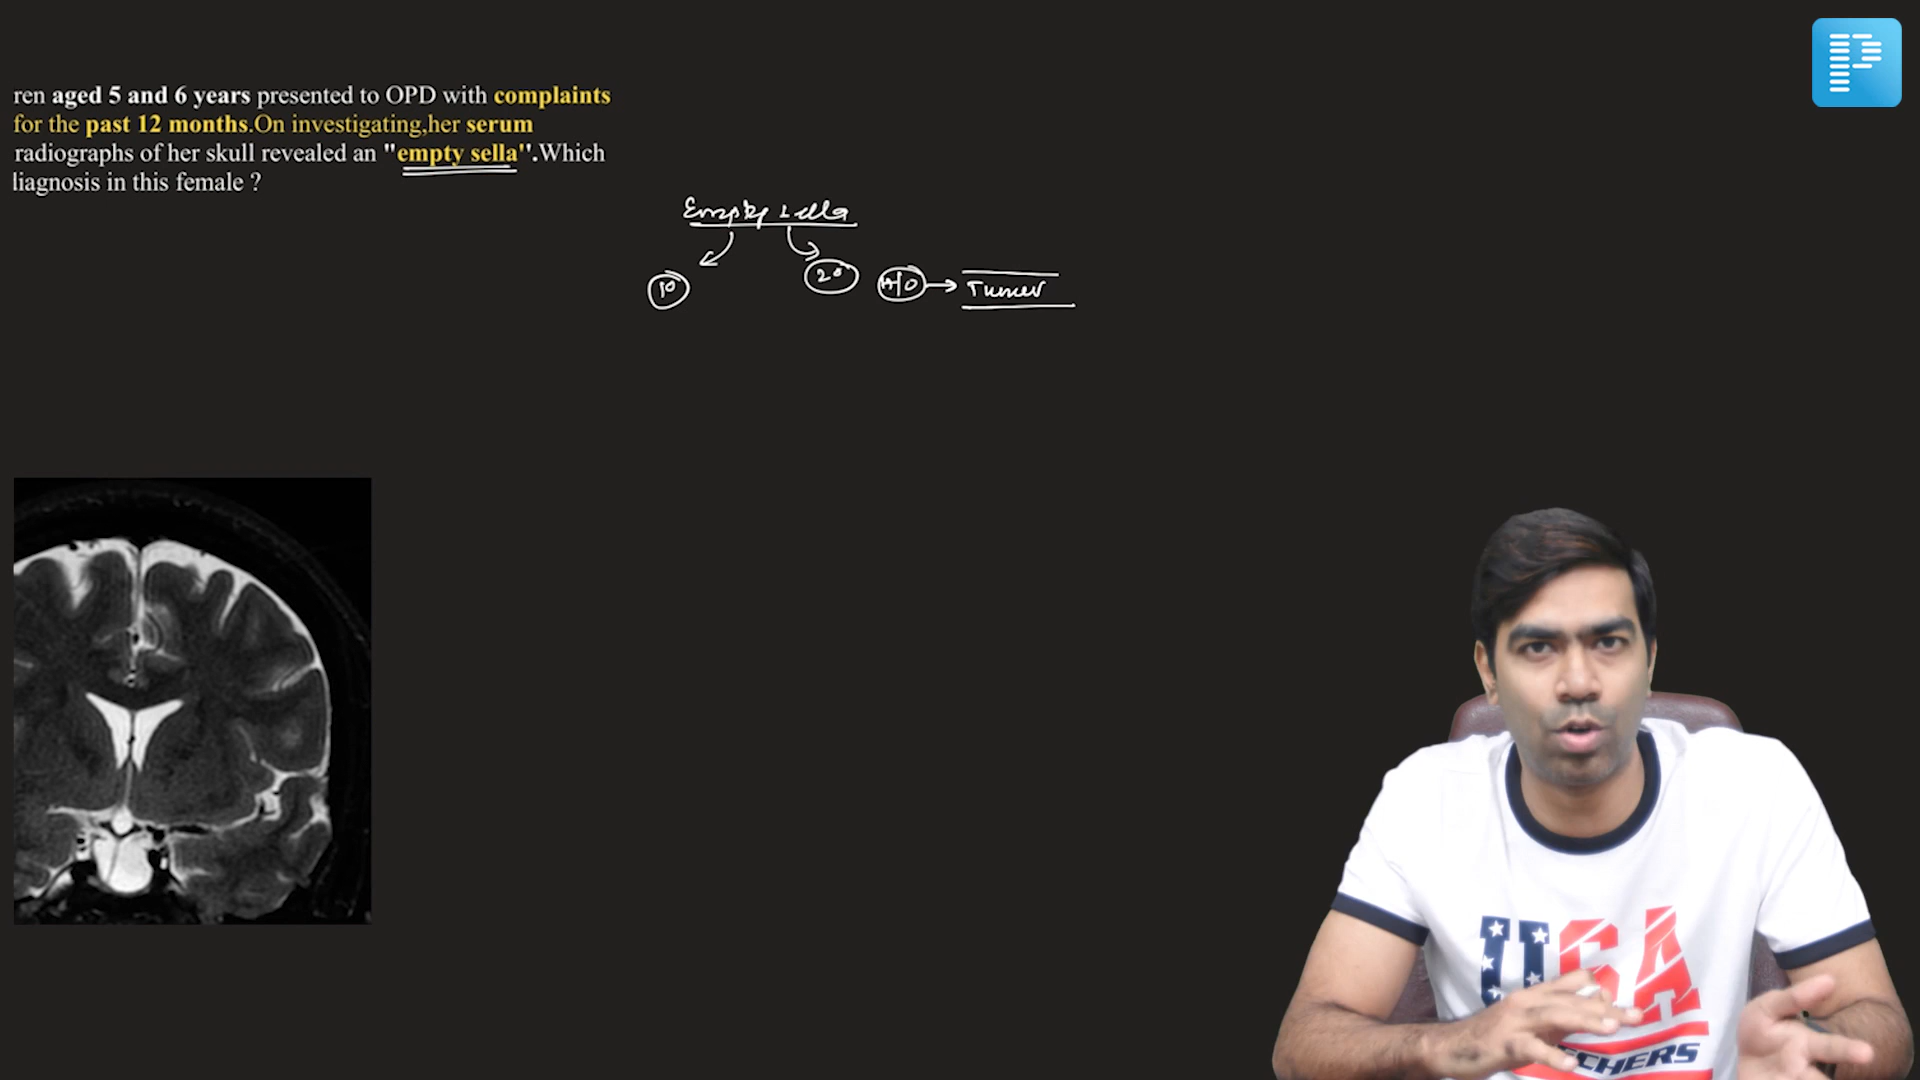 ren aged 5 and 6 years presented to OPD with complaints
for the past 12 months.On investigating,her serum
radiographs of her skull revealed an "empty sella".Which
liagnosis in this female ?
Empty sella
1° 2° H/O → Tumor
USA
CHERS